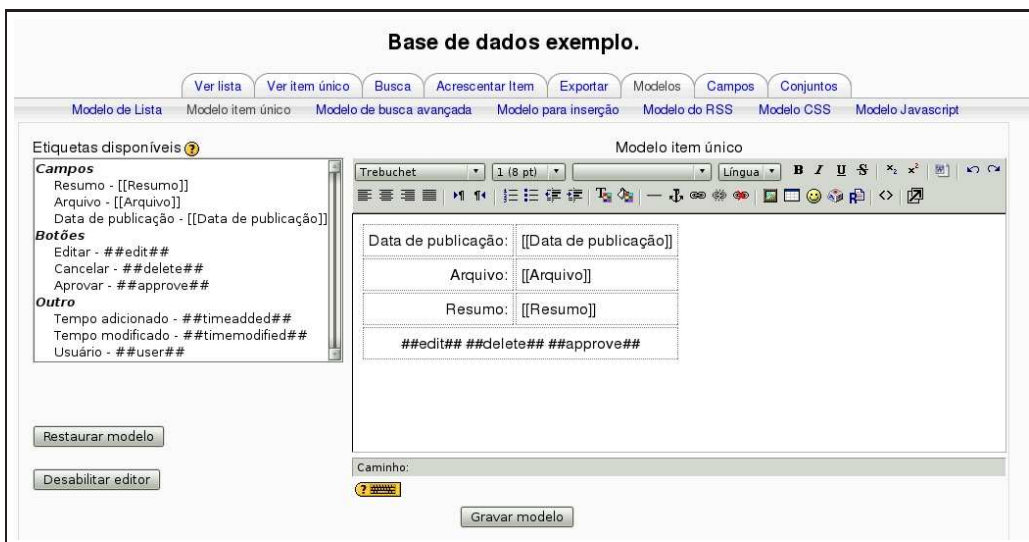 Base de dados exemplo.
Ver lista Ver item único Busca Acrescentar Item Exportar Modelos Campos Conjuntos
Modelo de Lista Modelo item único Modelo de busca avançada Modelo para inserção Modelo do RSS Modelo CSS Modelo Javascript
Etiquetas disponíveis ?
Campos
Resumo - [[Resumo]]
Arquivo - [[Arquivo]]
Data de publicação - [[Data de publicação]]
Botões
Editar - ##edit##
Cancelar - ##delete##
Aprovar - ##approve##
Outro
Tempo adicionado - ##timeadded##
Tempo modificado - ##timemodified##
Usuário - ##user##
Restaurar modelo
Desabilitar editor
Modelo item único
Trebuchet 1 (8 pt) Língua B I U S x₂ x²
Data de publicação: [[Data de publicação]]
Arquivo: [[Arquivo]]
Resumo: [[Resumo]]
##edit## ##delete## ##approve##
Caminho:
?
Gravar modelo